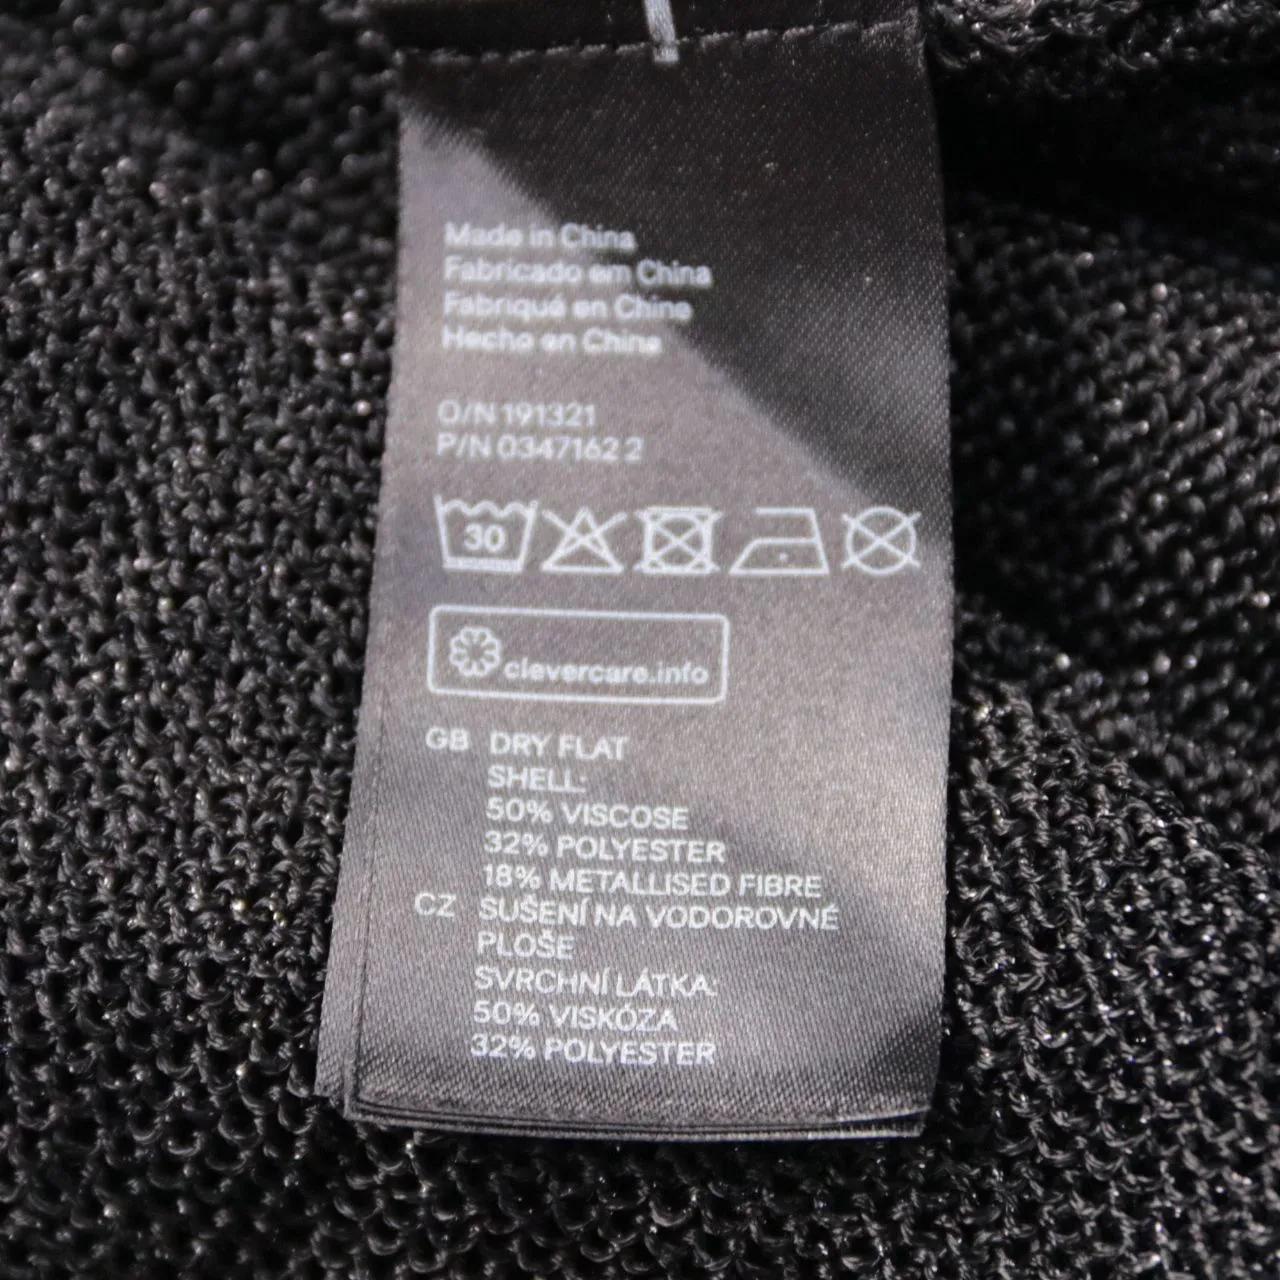 Made in China
Fabricado em China
Fabriqué en Chine
Hecho en China
O/N 191321
P/N 0347162 2
30
clevercare.info
GB DRY FLAT
SHELL:
50% VISCOSE
32% POLYESTER
18% METALLISED FIBRE
CZ SUŠENÍ NA VODOROVNÉ
PLOŠE
SVRCHNÍ LÁTKA:
50% VISKÓZA
32% POLYESTER